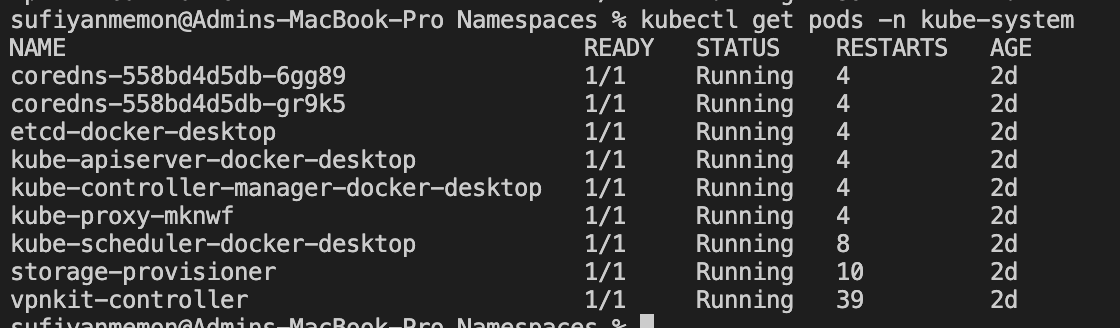 sufiyanmemon@Admins-MacBook-Pro Namespaces % kubectl get pods -n kube-system
NAME READY STATUS RESTARTS AGE
coredns-558bd4d5db-6gg89 1/1 Running 4 2d
coredns-558bd4d5db-gr9k5 1/1 Running 4 2d
etcd-docker-desktop 1/1 Running 4 2d
kube-apiserver-docker-desktop 1/1 Running 4 2d
kube-controller-manager-docker-desktop 1/1 Running 4 2d
kube-proxy-mknwf 1/1 Running 4 2d
kube-scheduler-docker-desktop 1/1 Running 8 2d
storage-provisioner 1/1 Running 10 2d
vpnkit-controller 1/1 Running 39 2d
sufiyanmemon@Admins-MacBook-Pro Namespaces %